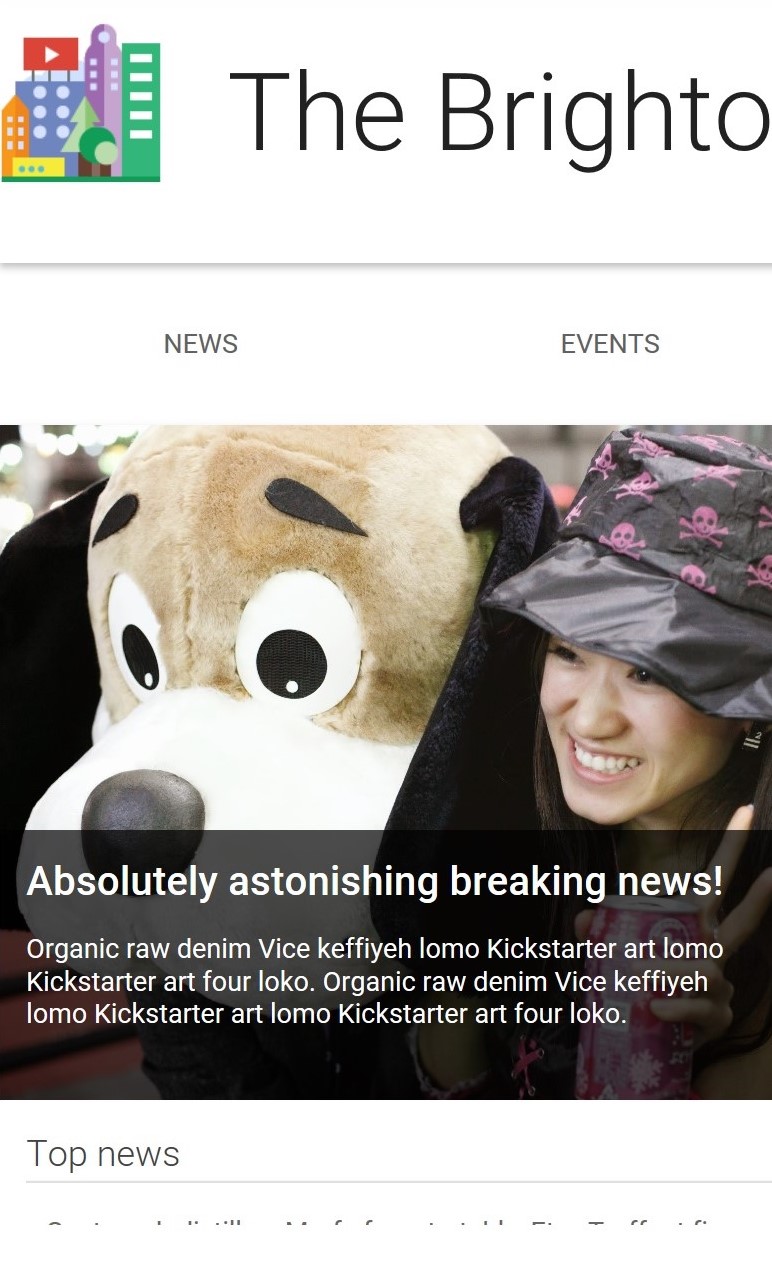 The Brighto
NEWS
EVENTS
Absolutely astonishing breaking news!
Organic raw denim Vice keffiyeh lomo Kickstarter art lomo
Kickstarter art four loko. Organic raw denim Vice keffiyeh
lomo Kickstarter art lomo Kickstarter art four loko.
Top news